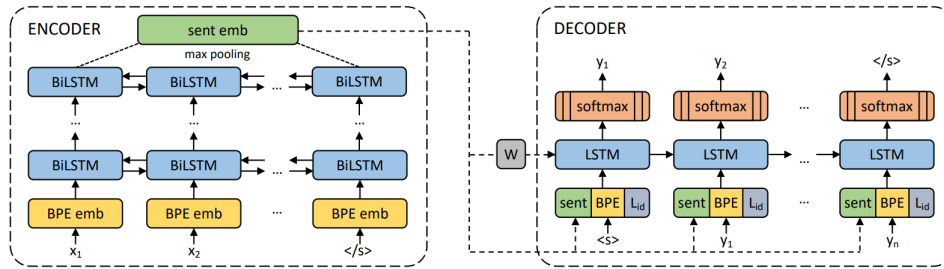 ENCODER
sent emb
max pooling
BiLSTM BiLSTM ... BiLSTM
... ... ...
BiLSTM BiLSTM ... BiLSTM
BPE emb BPE emb ... BPE emb
x1 x2 </s>
W
DECODER
y1 y2 </s>
softmax softmax ... softmax
LSTM LSTM ... LSTM
sent BPE Lid sent BPE Lid ... sent BPE Lid
<s> y1 yn